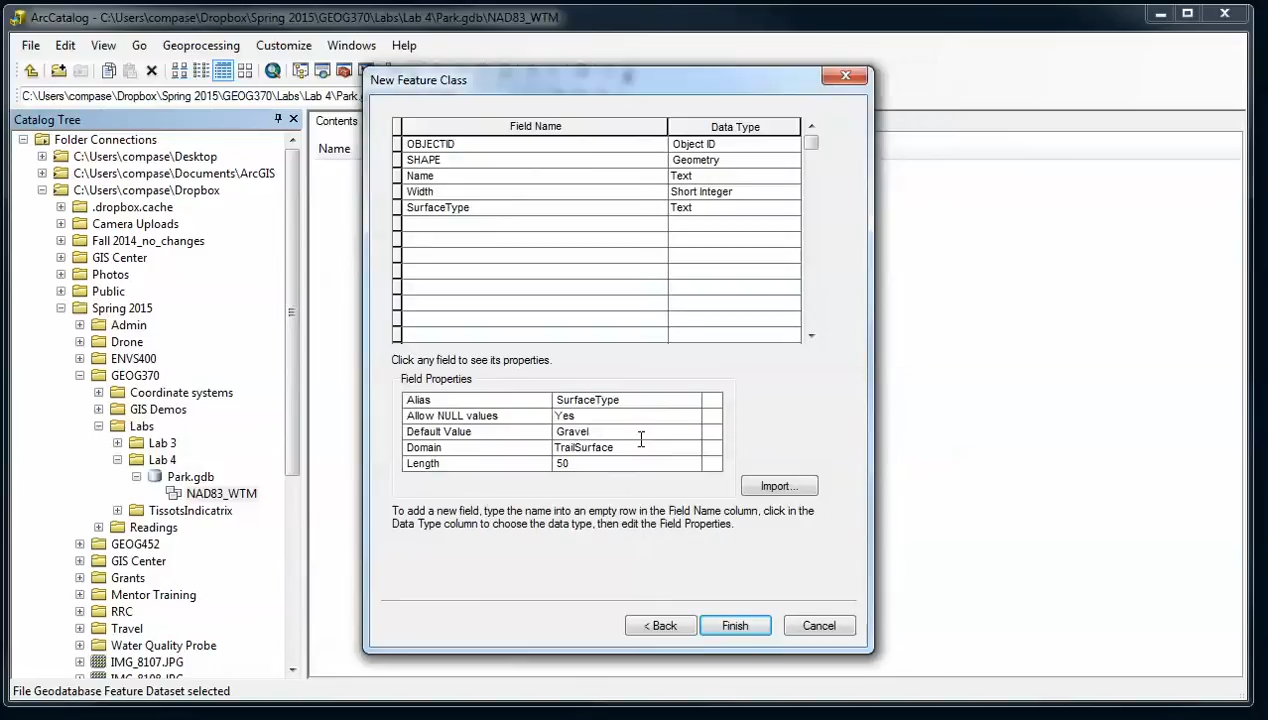 ArcCatalog - C:\Users\compase\Dropbox\Spring 2015\GEOG370\Labs\Lab 4\Park.gdb\NAD83_WTM
File Edit View Go Geoprocessing Customize Windows Help
C:\Users\compase\Dropbox\Spring 2015\GEOG370\Labs\Lab 4\Park.g
Catalog Tree
Folder Connections
C:\Users\compase\Desktop
C:\Users\compase\Documents\ArcGIS
C:\Users\compase\Dropbox
.dropbox.cache
Camera Uploads
Fall 2014_no_changes
GIS Center
Photos
Public
Spring 2015
Admin
Drone
ENVS400
GEOG370
Coordinate systems
GIS Demos
Labs
Lab 3
Lab 4
Park.gdb
NAD83_WTM
TissotsIndicatrix
Readings
GEOG452
GIS Center
Grants
Mentor Training
RRC
Travel
Water Quality Probe
IMG_8107.JPG
IMG_8108.JPG
File Geodatabase Feature Dataset selected
Contents
Name
New Feature Class
Field Name Data Type
OBJECTID Object ID
SHAPE Geometry
Name Text
Width Short Integer
SurfaceType Text
Click any field to see its properties.
Field Properties
Alias SurfaceType
Allow NULL values Yes
Default Value Gravel
Domain TrailSurface
Length 50
Import...
To add a new field, type the name into an empty row in the Field Name column, click in the
Data Type column to choose the data type, then edit the Field Properties.
< Back Finish Cancel